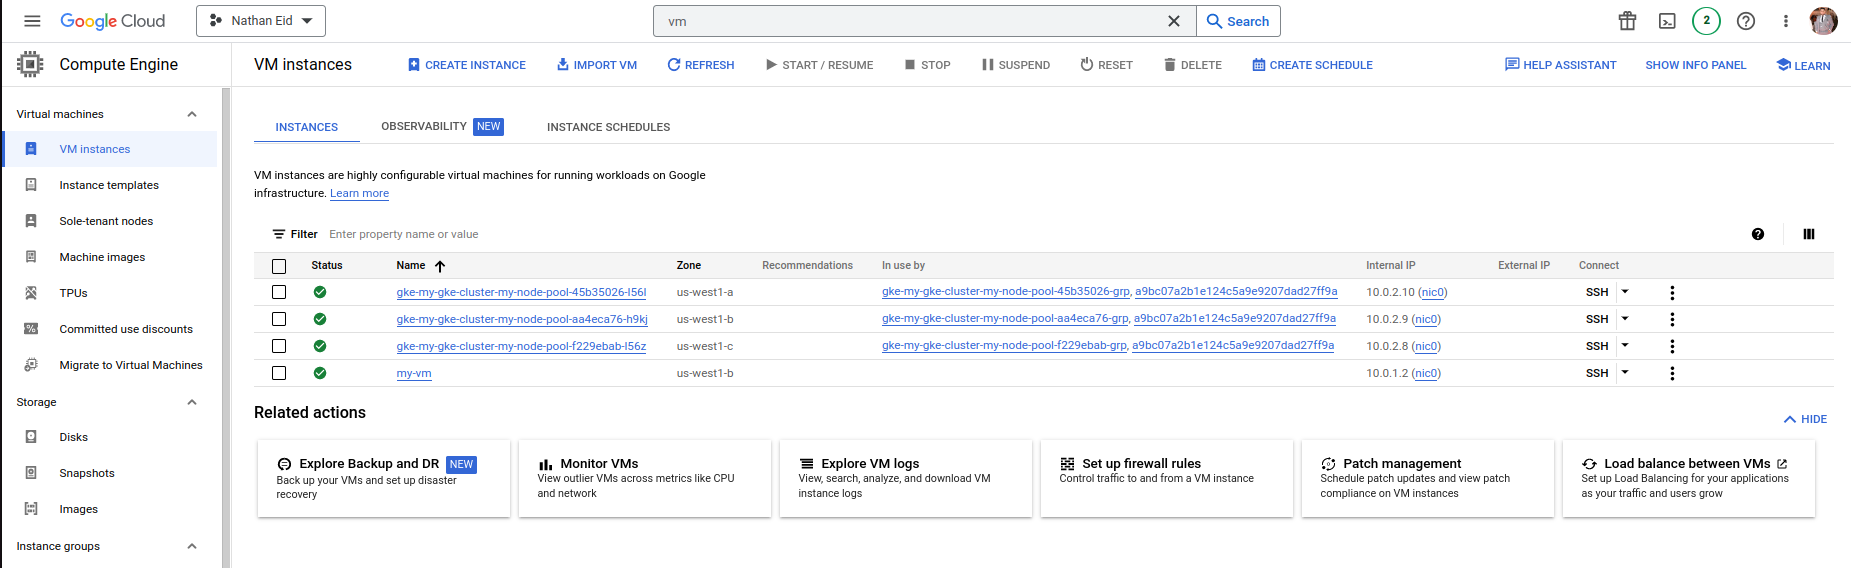 Google Cloud Nathan Eid vm Search 2
Compute Engine VM instances CREATE INSTANCE IMPORT VM REFRESH START / RESUME STOP SUSPEND RESET DELETE CREATE SCHEDULE HELP ASSISTANT SHOW INFO PANEL LEARN
Virtual machines
VM instances
Instance templates
Sole-tenant nodes
Machine images
TPUs
Committed use discounts
Migrate to Virtual Machines
Storage
Disks
Snapshots
Images
Instance groups
INSTANCES OBSERVABILITY NEW INSTANCE SCHEDULES
VM instances are highly configurable virtual machines for running workloads on Google
infrastructure. Learn more
Filter Enter property name or value
Status Name Zone Recommendations In use by Internal IP External IP Connect
gke-my-gke-cluster-my-node-pool-45b35026-l56l us-west1-a gke-my-gke-cluster-my-node-pool-45b35026-grp, a9bc07a2b1e124c5a9e9207dad27ff9a 10.0.2.10 (nic0) SSH
gke-my-gke-cluster-my-node-pool-aa4eca76-h9kj us-west1-b gke-my-gke-cluster-my-node-pool-aa4eca76-grp, a9bc07a2b1e124c5a9e9207dad27ff9a 10.0.2.9 (nic0) SSH
gke-my-gke-cluster-my-node-pool-f229ebab-l56z us-west1-c gke-my-gke-cluster-my-node-pool-f229ebab-grp, a9bc07a2b1e124c5a9e9207dad27ff9a 10.0.2.8 (nic0) SSH
my-vm us-west1-b 10.0.1.2 (nic0) SSH
Related actions
HIDE
Explore Backup and DR NEW
Back up your VMs and set up disaster
recovery
Monitor VMs
View outlier VMs across metrics like CPU
and network
Explore VM logs
View, search, analyze, and download VM
instance logs
Set up firewall rules
Control traffic to and from a VM instance
Patch management
Schedule patch updates and view patch
compliance on VM instances
Load balance between VMs
Set up Load Balancing for your applications
as your traffic and users grow